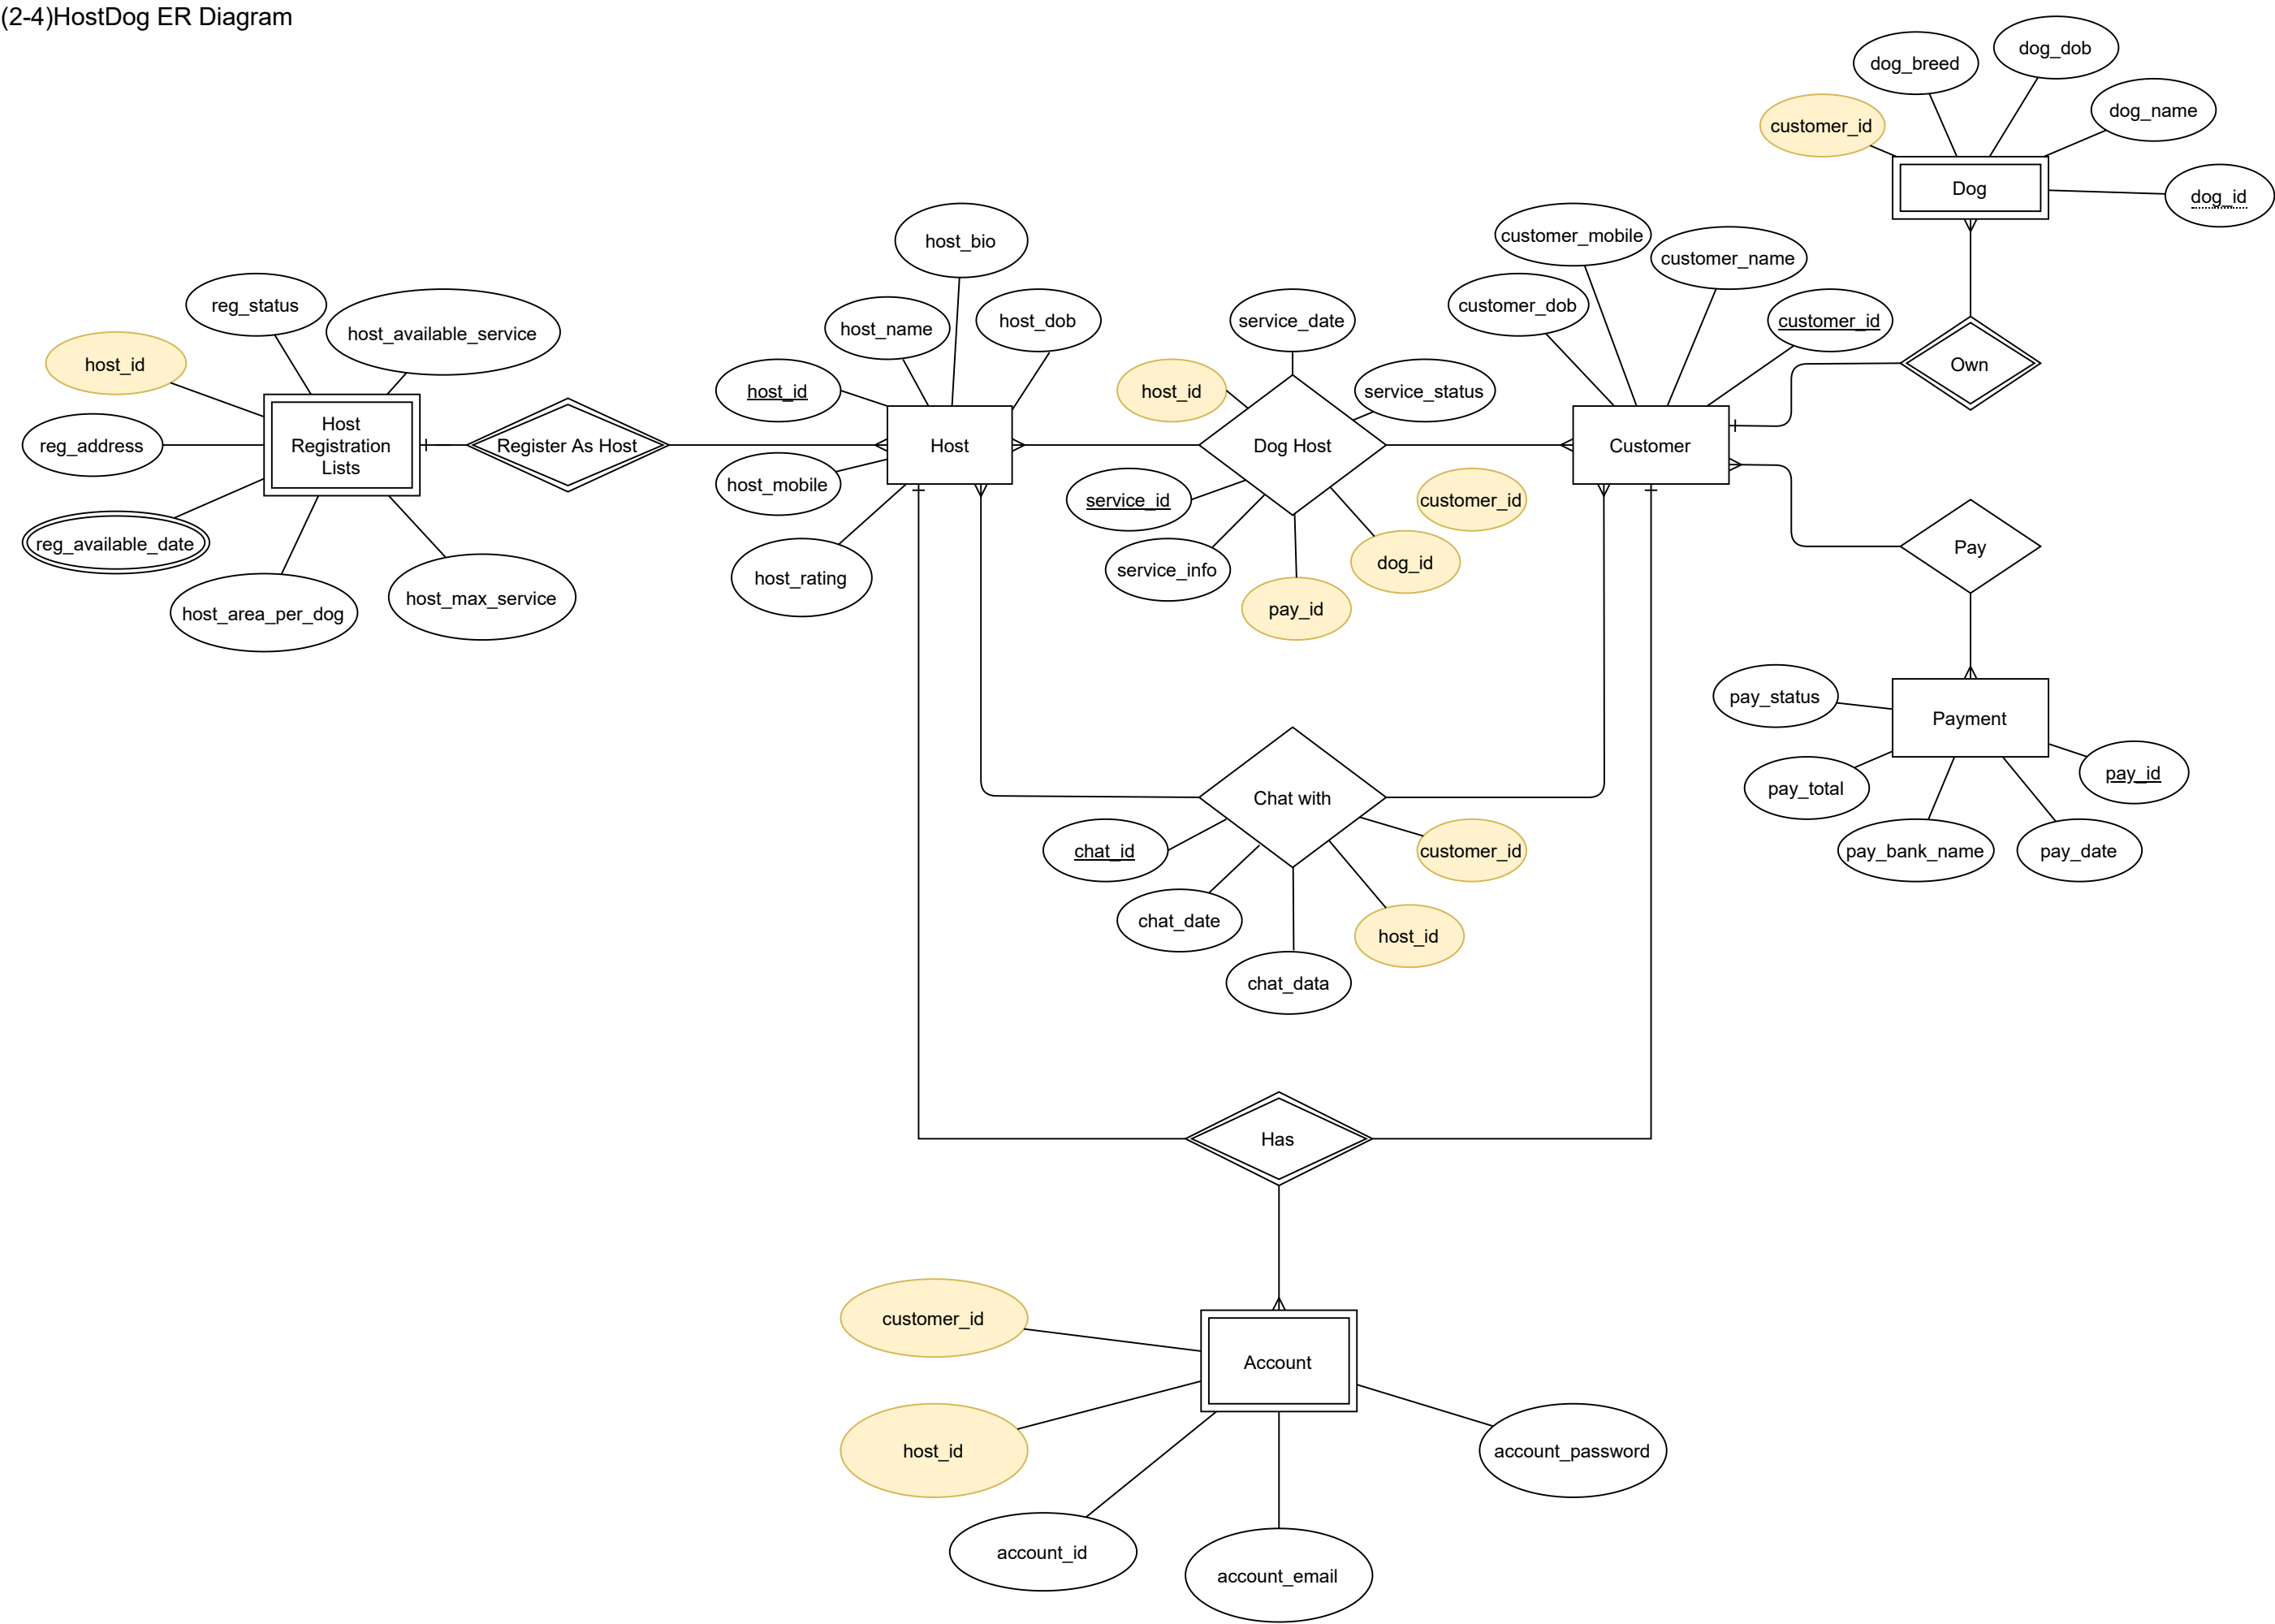 (2-4)HostDog ER Diagram
dog_breed
dog_dob
customer_id
dog_name
Dog
dog_id
Own
customer_mobile
customer_name
customer_dob
customer_id
Customer
host_bio
host_name
host_dob
host_id
Host
host_mobile
host_rating
service_date
host_id
service_status
Dog Host
service_id
customer_id
service_info
dog_id
pay_id
reg_status
host_available_service
host_id
reg_address
Host
Registration
Lists
Register As Host
reg_available_date
host_area_per_dog
host_max_service
Pay
pay_status
Payment
pay_total
pay_id
pay_bank_name
pay_date
Chat with
chat_id
customer_id
chat_date
host_id
chat_data
Has
customer_id
Account
host_id
account_password
account_id
account_email